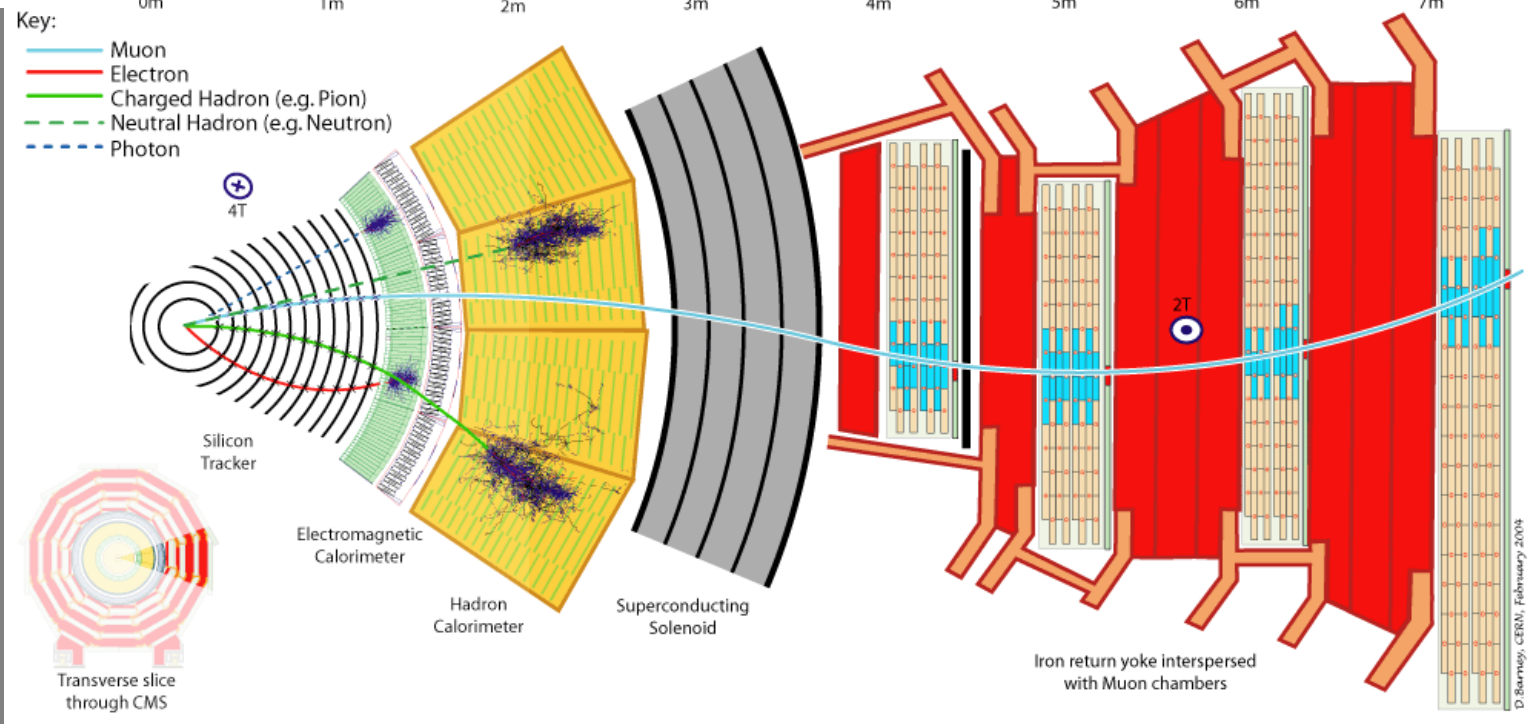 0m 1m 2m 3m 4m 5m 6m 7m
Key:
Muon
Electron
Charged Hadron (e.g. Pion)
Neutral Hadron (e.g. Neutron)
Photon
4T
2T
Silicon
Tracker
Electromagnetic
Calorimeter
Hadron
Calorimeter
Superconducting
Solenoid
Iron return yoke interspersed
with Muon chambers
Transverse slice
through CMS
D.Barney, CERN, February 2004